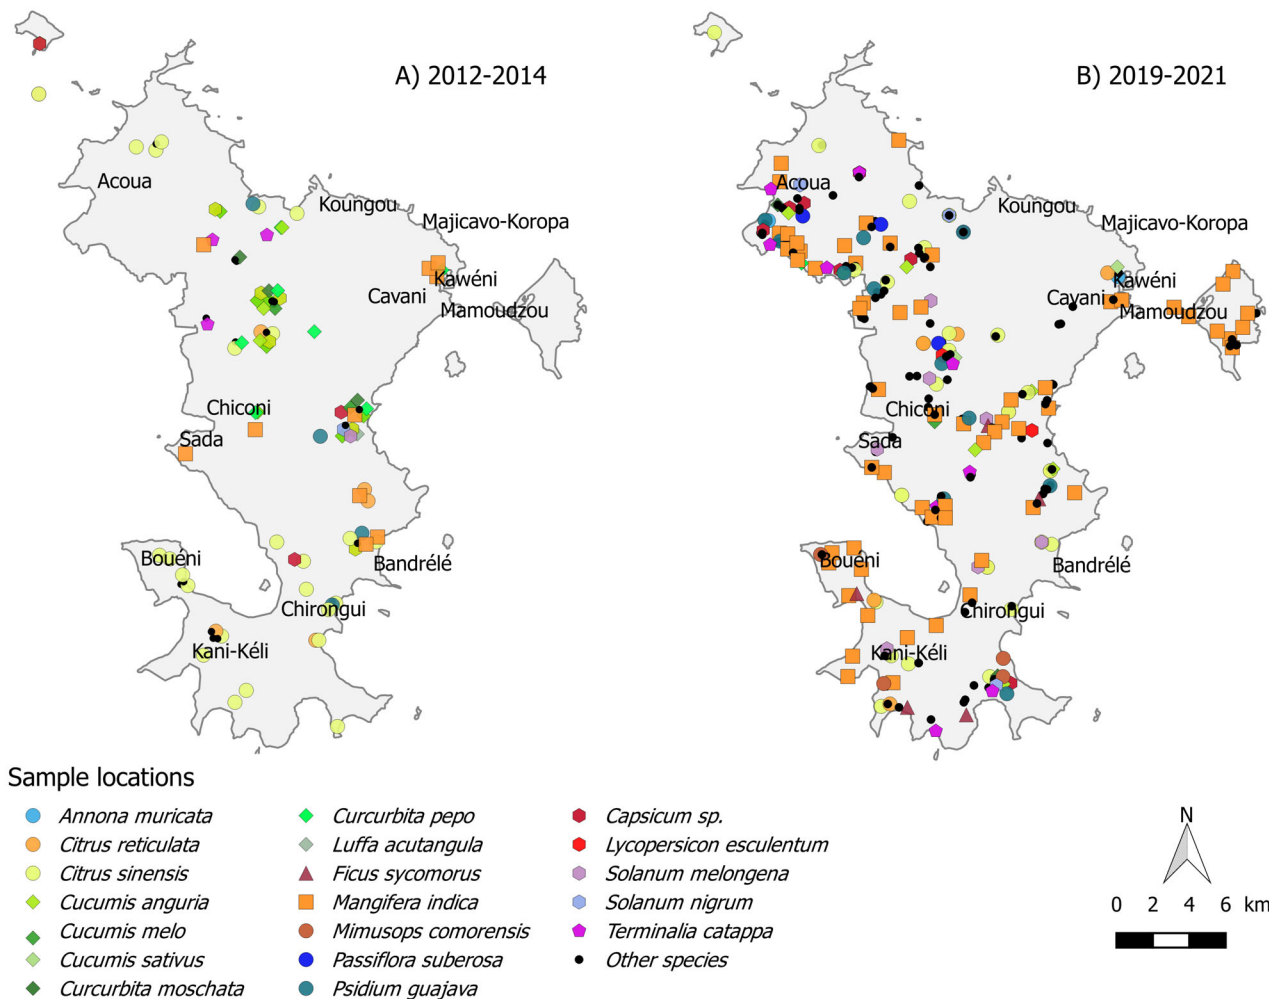 A) 2012-2014
Acoua
Koungou
Majicavo-Koropa
Kawéni
Cavani
Mamoudzou
Chiconi
Sada
Bouéni
Bandrélé
Chirongui
Kani-Kéli
B) 2019-2021
Acoua
Koungou
Majicavo-Koropa
Kawéni
Cavani
Mamoudzou
Chiconi
Sada
Bouéni
Bandrélé
Chirongui
Kani-Kéli
Sample locations
Annona muricata
Citrus reticulata
Citrus sinensis
Cucumis anguria
Cucumis melo
Cucumis sativus
Curcurbita moschata
Curcurbita pepo
Luffa acutangula
Ficus sycomorus
Mangifera indica
Mimusops comorensis
Passiflora suberosa
Psidium guajava
Capsicum sp.
Lycopersicon esculentum
Solanum melongena
Solanum nigrum
Terminalia catappa
Other species
N
0 2 4 6 km